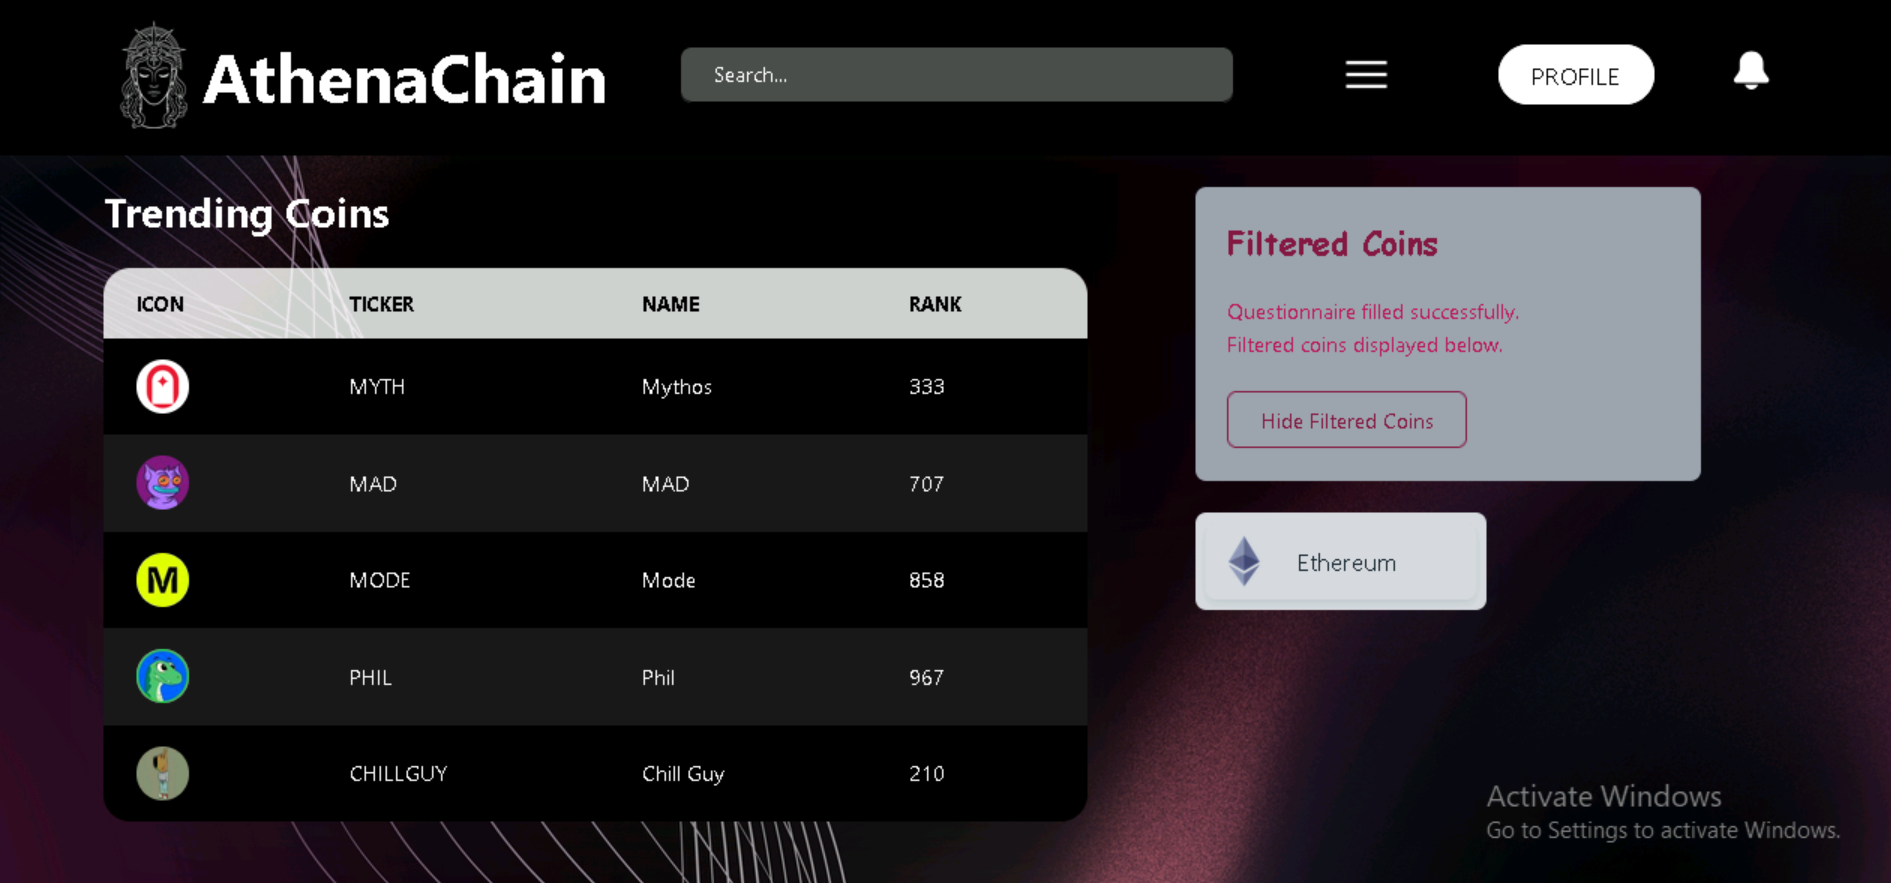 AthenaChain
Search...
PROFILE
Trending Coins
ICON TICKER NAME RANK
MYTH Mythos 333
MAD MAD 707
M MODE Mode 858
PHIL Phil 967
CHILLGUY Chill Guy 210
Filtered Coins
Questionnaire filled successfully.
Filtered coins displayed below.
Hide Filtered Coins
Ethereum
Activate Windows
Go to Settings to activate Windows.